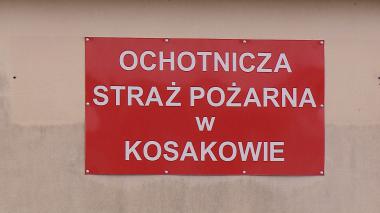 OCHOTNICZA
STRAŻ POŻARNA
w
KOSAKOWIE